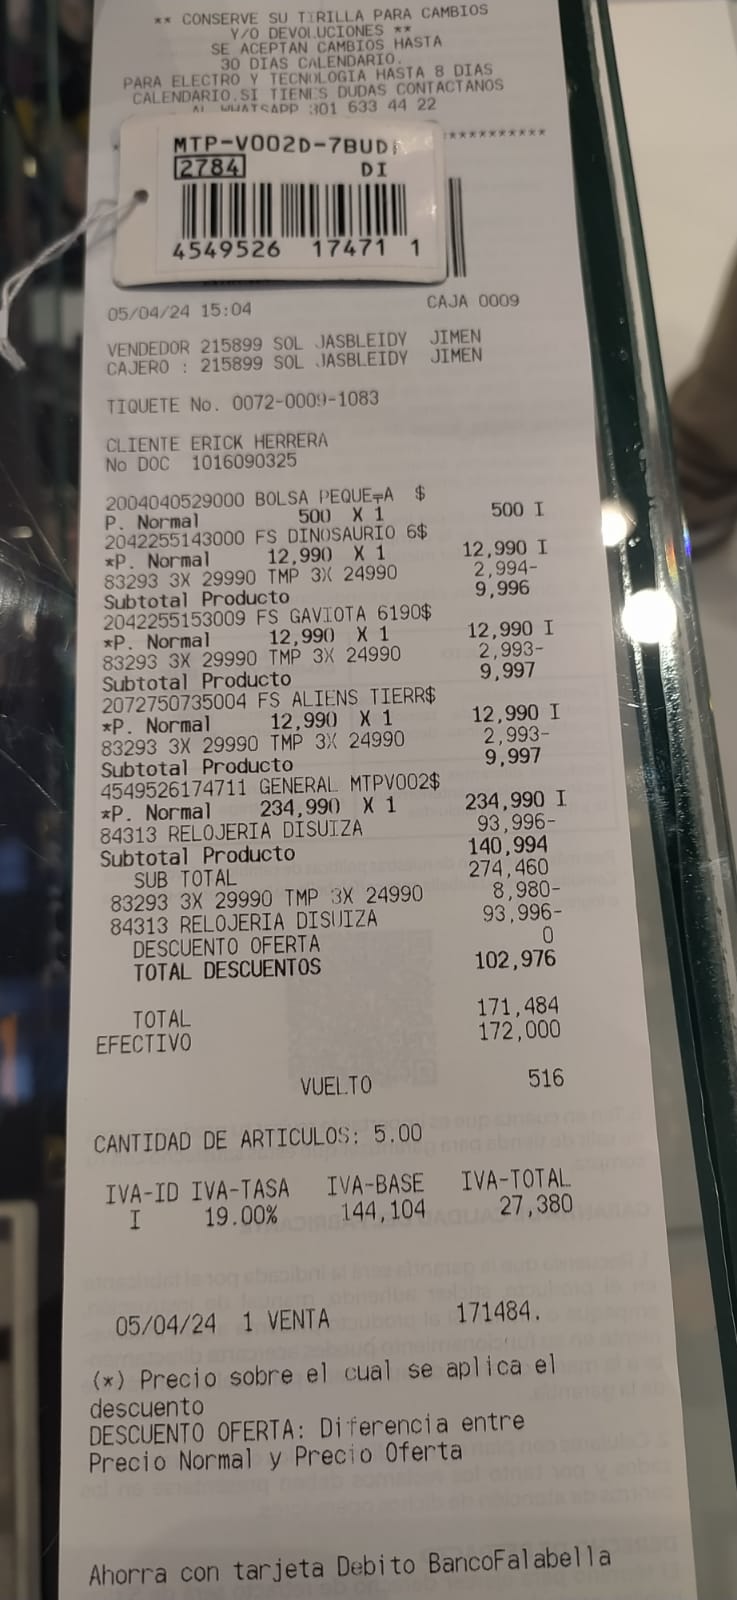 ** CONSERVE SU TIRILLA PARA CAMBIOS
Y/O DEVOLUCIONES **
SE ACEPTAN CAMBIOS HASTA
30 DIAS CALENDARIO.
PARA ELECTRO Y TECNOLOGIA HASTA 8 DIAS
CALENDARIO.SI TIENES DUDAS CONTACTANOS
AL WHATSAPP 301 633 44 22
***********
MTP-V002D-7BUD
2784 DI
4549526 17471 1
05/04/24 15:04 CAJA 0009
VENDEDOR 215899 SOL JASBLEIDY JIMEN
CAJERO : 215899 SOL JASBLEIDY JIMEN
TIQUETE No. 0072-0009-1083
CLIENTE ERICK HERRERA
No DOC 1016090325
2004040529000 BOLSA PEQUE╤A $
P. Normal 500 X 1 500 I
2042255143000 FS DINOSAURIO 6$
*P. Normal 12,990 X 1 12,990 I
83293 3X 29990 TMP 3X 24990 2,994-
Subtotal Producto 9,996
2042255153009 FS GAVIOTA 6190$
*P. Normal 12,990 X 1 12,990 I
83293 3X 29990 TMP 3X 24990 2,993-
Subtotal Producto 9,997
2072750735004 FS ALIENS TIERR$
*P. Normal 12,990 X 1 12,990 I
83293 3X 29990 TMP 3X 24990 2,993-
Subtotal Producto 9,997
4549526174711 GENERAL MTPV002$
*P. Normal 234,990 X 1 234,990 I
84313 RELOJERIA DISUIZA 93,996-
Subtotal Producto 140,994
SUB TOTAL 274,460
83293 3X 29990 TMP 3X 24990 8,980-
84313 RELOJERIA DISUIZA 93,996-
DESCUENTO OFERTA 0
TOTAL DESCUENTOS 102,976
TOTAL 171,484
EFECTIVO 172,000
VUELTO 516
CANTIDAD DE ARTICULOS: 5.00
IVA-ID IVA-TASA IVA-BASE IVA-TOTAL
I 19.00% 144,104 27,380
05/04/24 1 VENTA 171484.
(*) Precio sobre el cual se aplica el
descuento
DESCUENTO OFERTA: Diferencia entre
Precio Normal y Precio Oferta
Ahorra con tarjeta Debito BancoFalabella